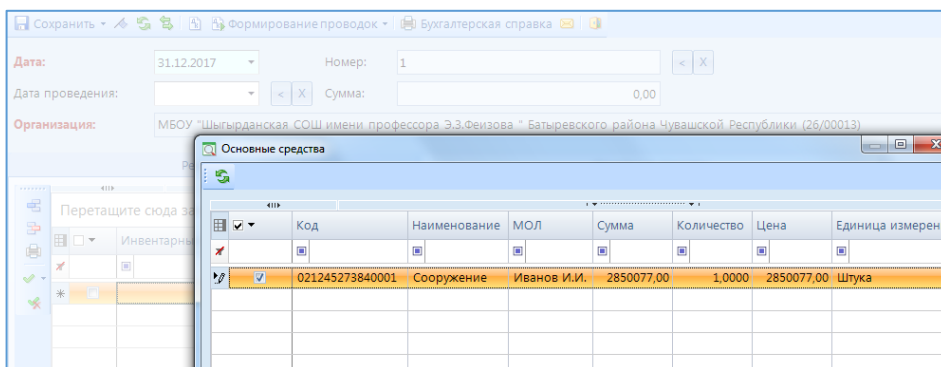 Сохранить Формирование проводок Бухгалтерская справка
Дата: 31.12.2017 Номер: 1 < X
Дата проведения: < X Сумма: 0,00
Организация: МБОУ "Шыгырданская СОШ имени профессора Э.З.Феизова " Батыревского района Чувашской Республики (26/00013)
Основные средства
Перетащите сюда за
Инвентарны
Код Наименование МОЛ Сумма Количество Цена Единица измерен
021245273840001 Сооружение Иванов И.И. 2850077,00 1,0000 2850077,00 Штука